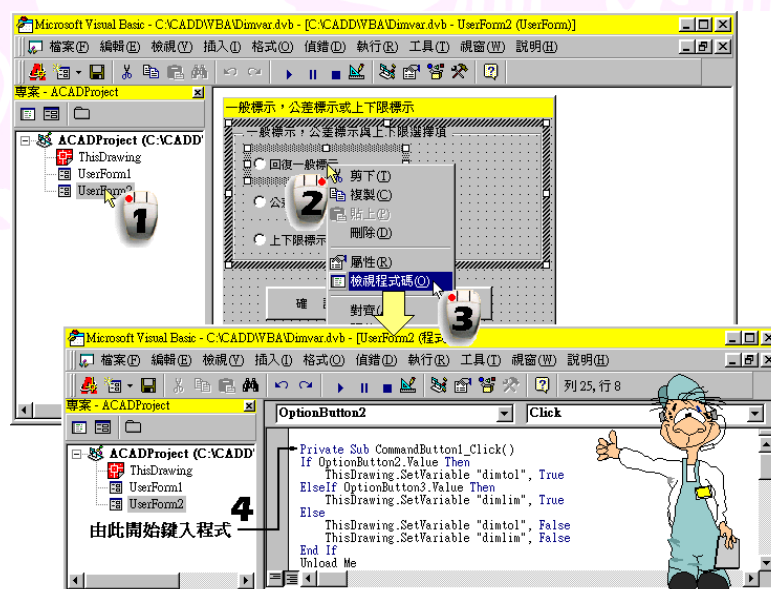 Microsoft Visual Basic - C:\CADD\VBA\Dimvar.dvb - [C:\CADD\VBA\Dimvar.dvb - UserForm2 (UserForm)]
檔案(F) 編輯(E) 檢視(V) 插入(I) 格式(O) 偵錯(D) 執行(R) 工具(T) 視窗(W) 說明(H)
專案 - ACADProject
ACADProject (C:\CADD\
ThisDrawing
UserForm1
UserForm2
1
一般標示，公差標示或上下限標示
一般標示，公差標示與上下限選擇項
回復一般標示
公
上下限標示
確
2
剪下(T)
複製(C)
貼上(P)
刪除(D)
屬性(R)
檢視程式碼(O)
對齊(
3
Microsoft Visual Basic - C:\CADD\VBA\Dimvar.dvb - [UserForm2 (程式
檔案(F) 編輯(E) 檢視(V) 插入(I) 格式(O) 偵錯(D) 執行(R) 工具(T) 視窗(W) 說明(H)
列 25, 行 8
專案 - ACADProject
ACADProject (C:\CADD\
ThisDrawing
UserForm1
UserForm2
4
由此開始鍵入程式
OptionButton2 Click
Private Sub CommandButton1_Click()
If OptionButton2.Value Then
ThisDrawing.SetVariable "dimtol", True
ElseIf OptionButton3.Value Then
ThisDrawing.SetVariable "dimlim", True
Else
ThisDrawing.SetVariable "dimtol", False
ThisDrawing.SetVariable "dimlim", False
End If
Unload Me